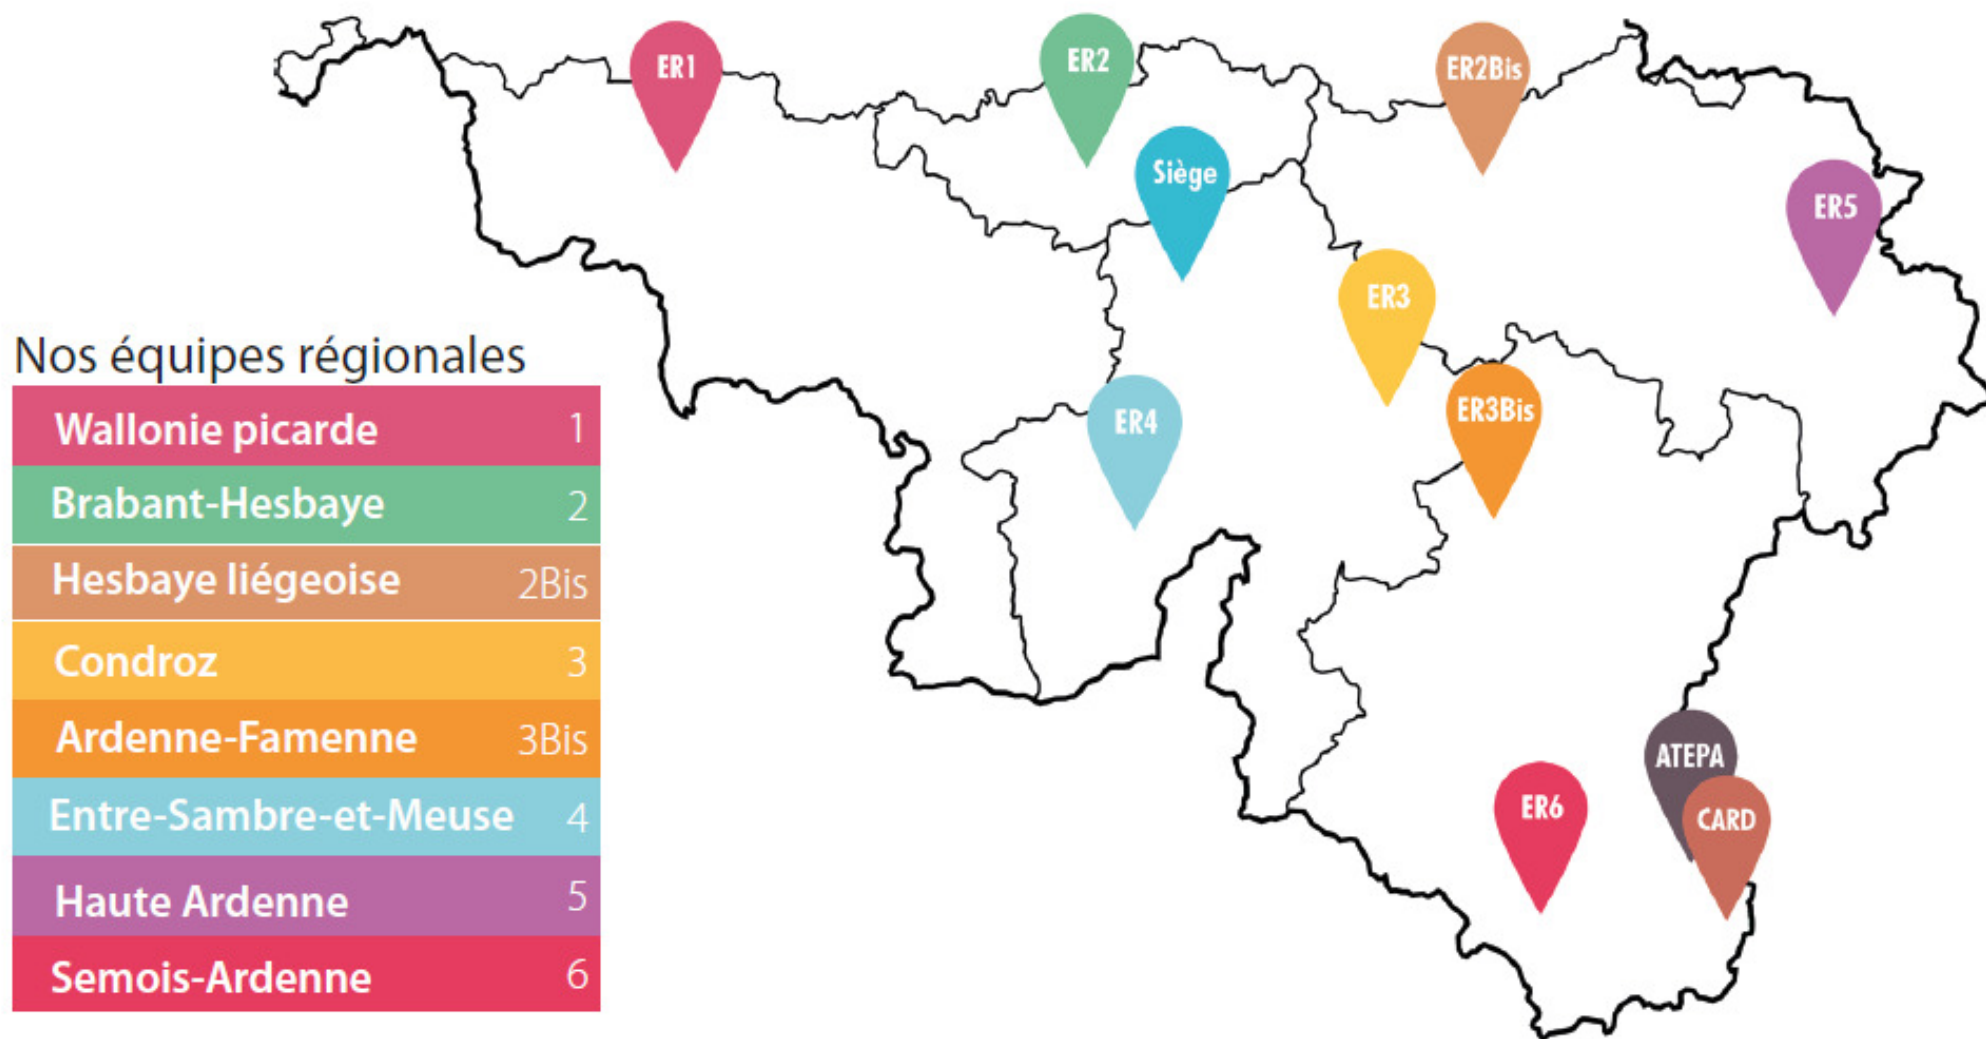 ER1
ER2
ER2Bis
Siège
ER5
ER3
ER4
ER3Bis
ATEPA
ER6
CARD
Nos équipes régionales
Wallonie picarde 1
Brabant-Hesbaye 2
Hesbaye liégeoise 2Bis
Condroz 3
Ardenne-Famenne 3Bis
Entre-Sambre-et-Meuse 4
Haute Ardenne 5
Semois-Ardenne 6